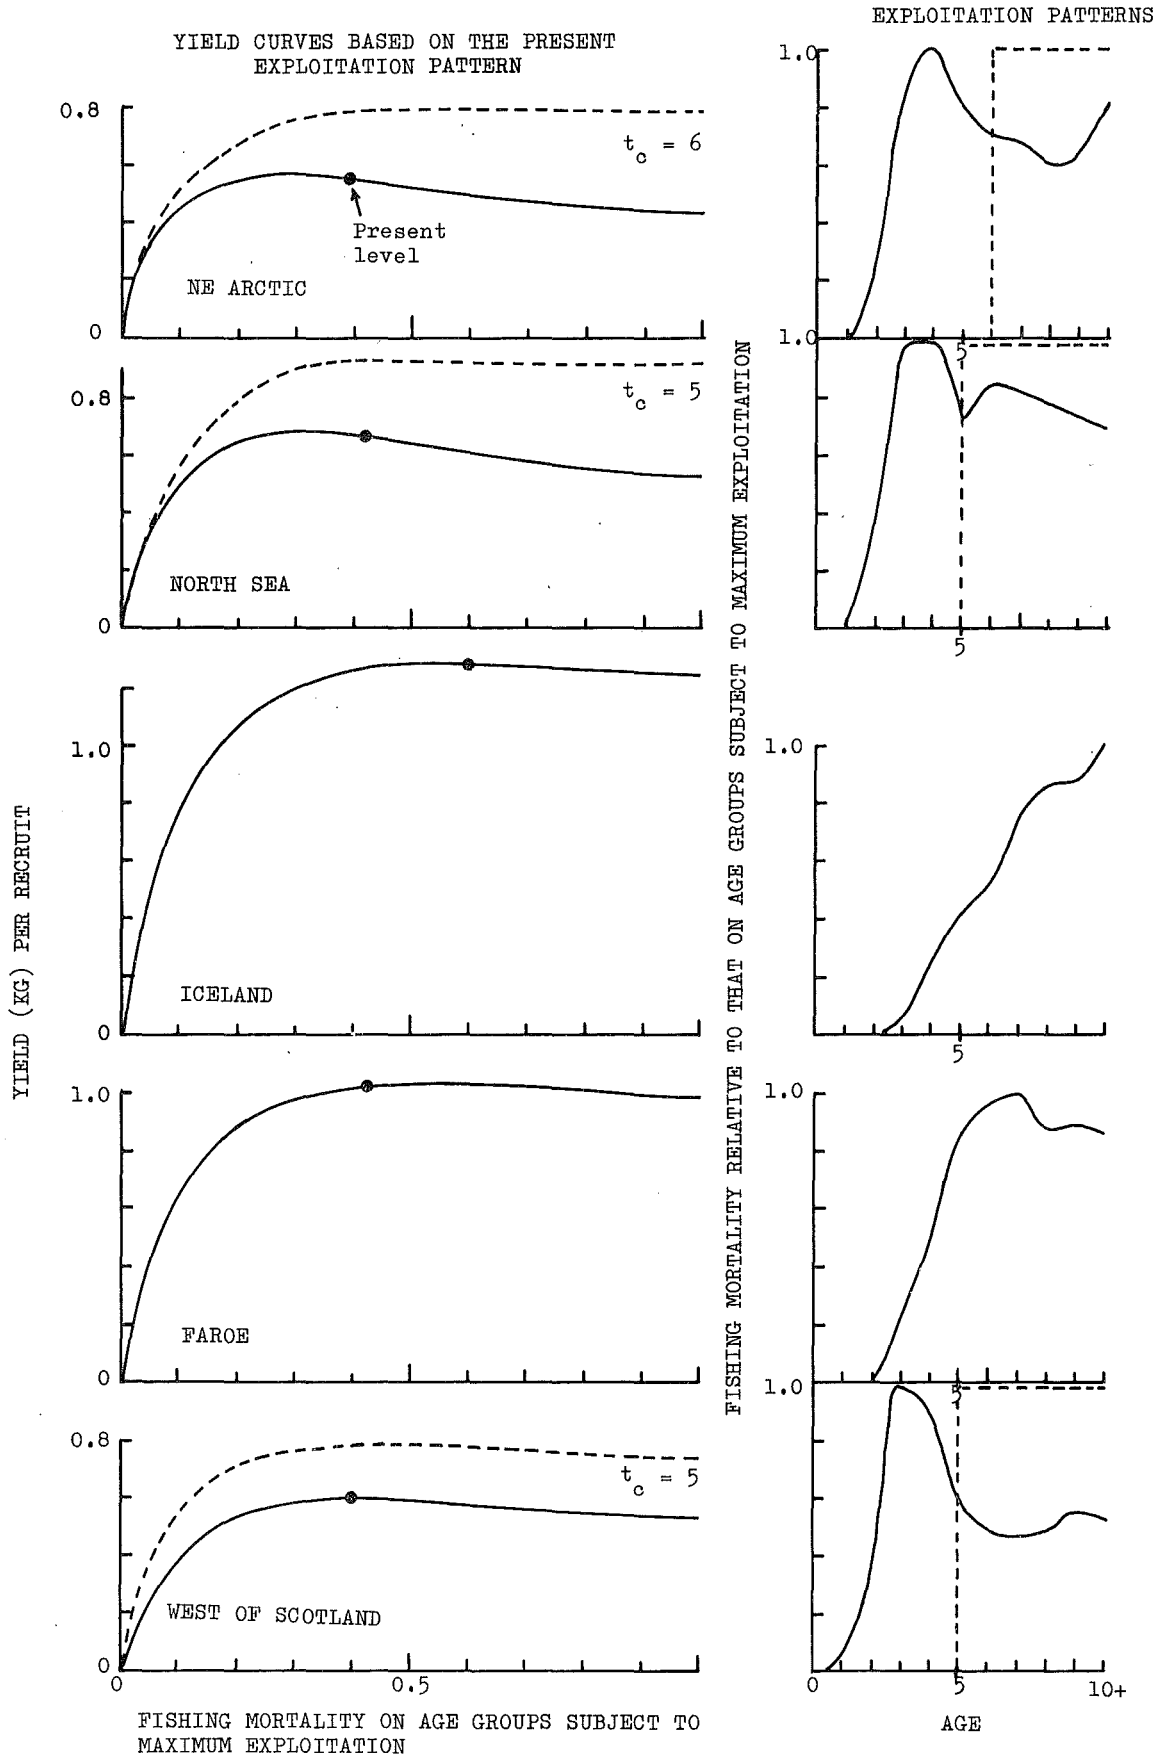 EXPLOITATION PATTERNS
YIELD CURVES BASED ON THE PRESENT
EXPLOITATION PATTERN
0.8
t_c = 6
Present
level
NE ARCTIC
0
1.0
5
0.8
t_c = 5
NORTH SEA
0
1.0
5
1.0
ICELAND
0
1.0
5
1.0
FAROE
0
1.0
5
0.8
t_c = 5
WEST OF SCOTLAND
0
0
0.5
1.0
0
5
10+
AGE
FISHING MORTALITY ON AGE GROUPS SUBJECT TO
MAXIMUM EXPLOITATION
YIELD (KG) PER RECRUIT
FISHING MORTALITY RELATIVE TO THAT ON AGE GROUPS SUBJECT TO MAXIMUM EXPLOITATION